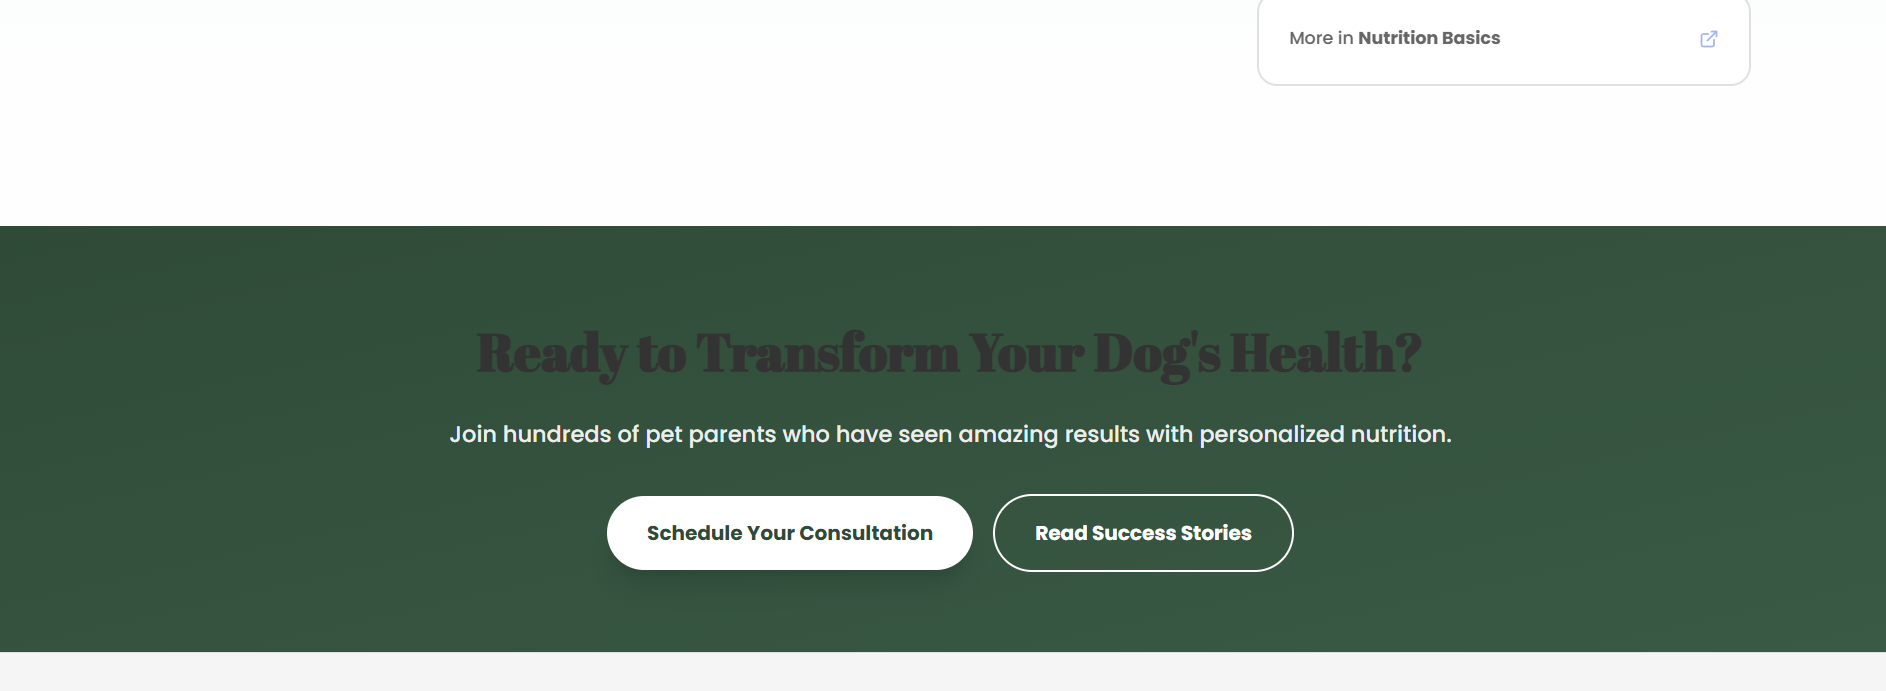 More in Nutrition Basics
Ready to Transform Your Dog's Health?
Join hundreds of pet parents who have seen amazing results with personalized nutrition.
Schedule Your Consultation
Read Success Stories